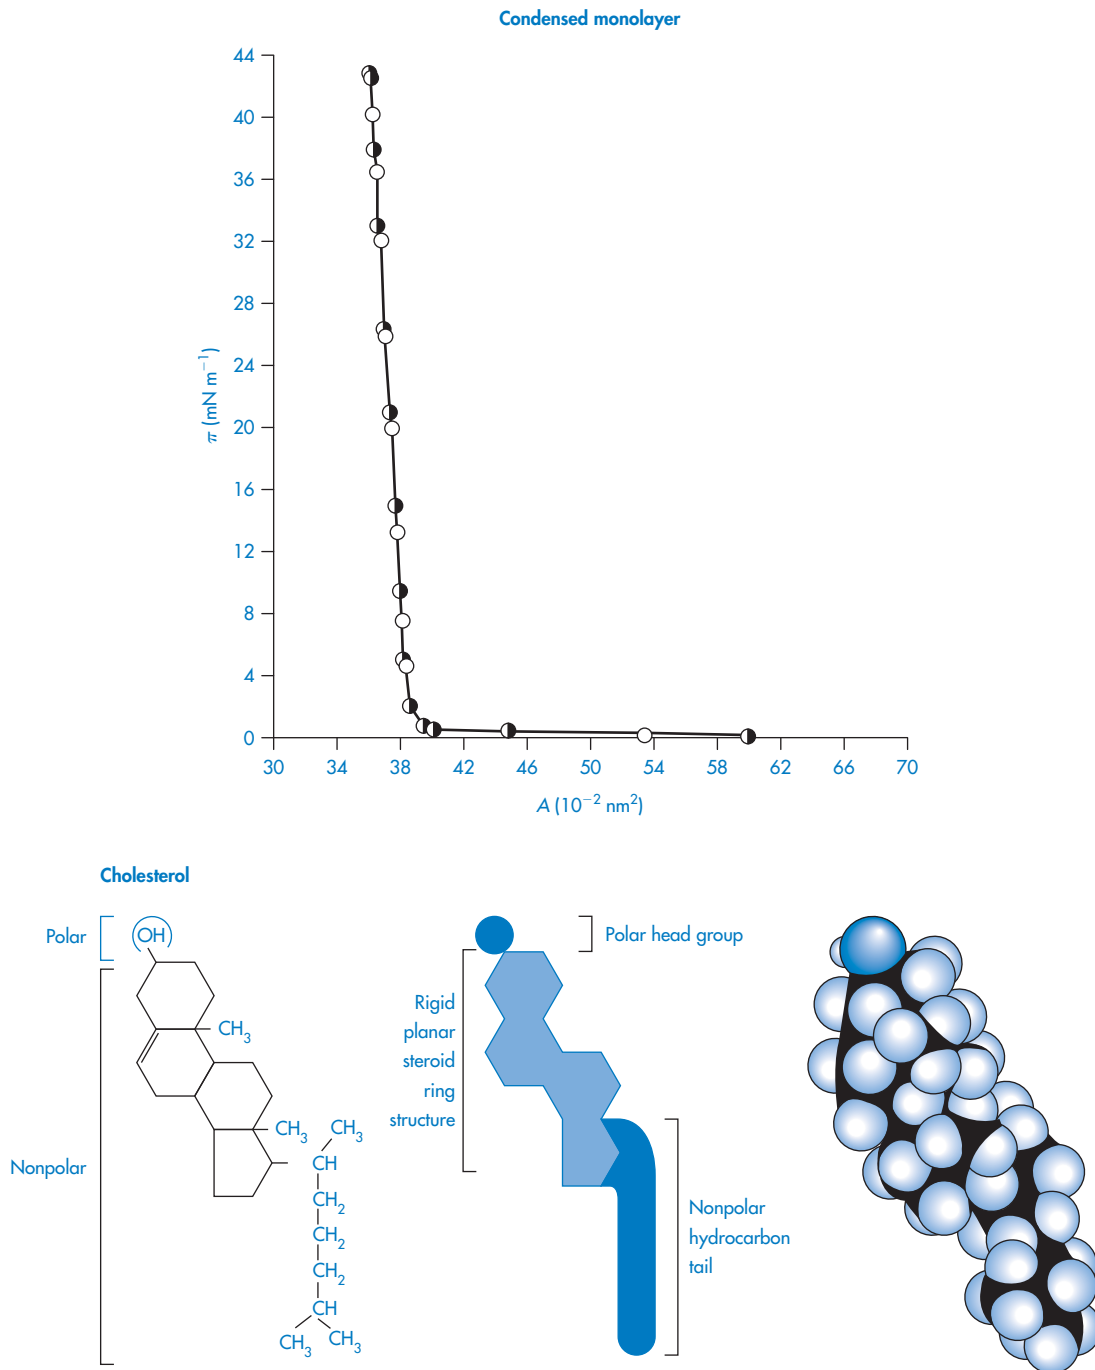 Condensed monolayer
44
40
36
32
28
24
20
16
12
8
4
0
π (mN m⁻¹)
30 34 38 42 46 50 54 58 62 66 70
A (10⁻² nm²)
Cholesterol
Polar
OH
Nonpolar
CH₃
CH₃
CH₃
CH
CH₂
CH₂
CH₂
CH
CH₃
CH₃
Polar head group
Rigid
planar
steroid
ring
structure
Nonpolar
hydrocarbon
tail